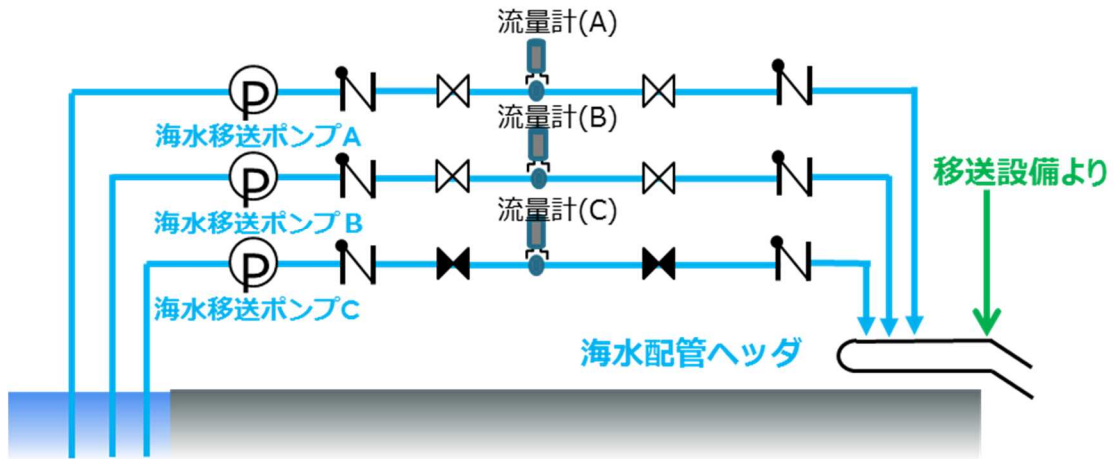 流量計(A)
P
海水移送ポンプA
流量計(B)
P
海水移送ポンプB
移送設備より
流量計(C)
P
海水移送ポンプC
海水配管ヘッダ